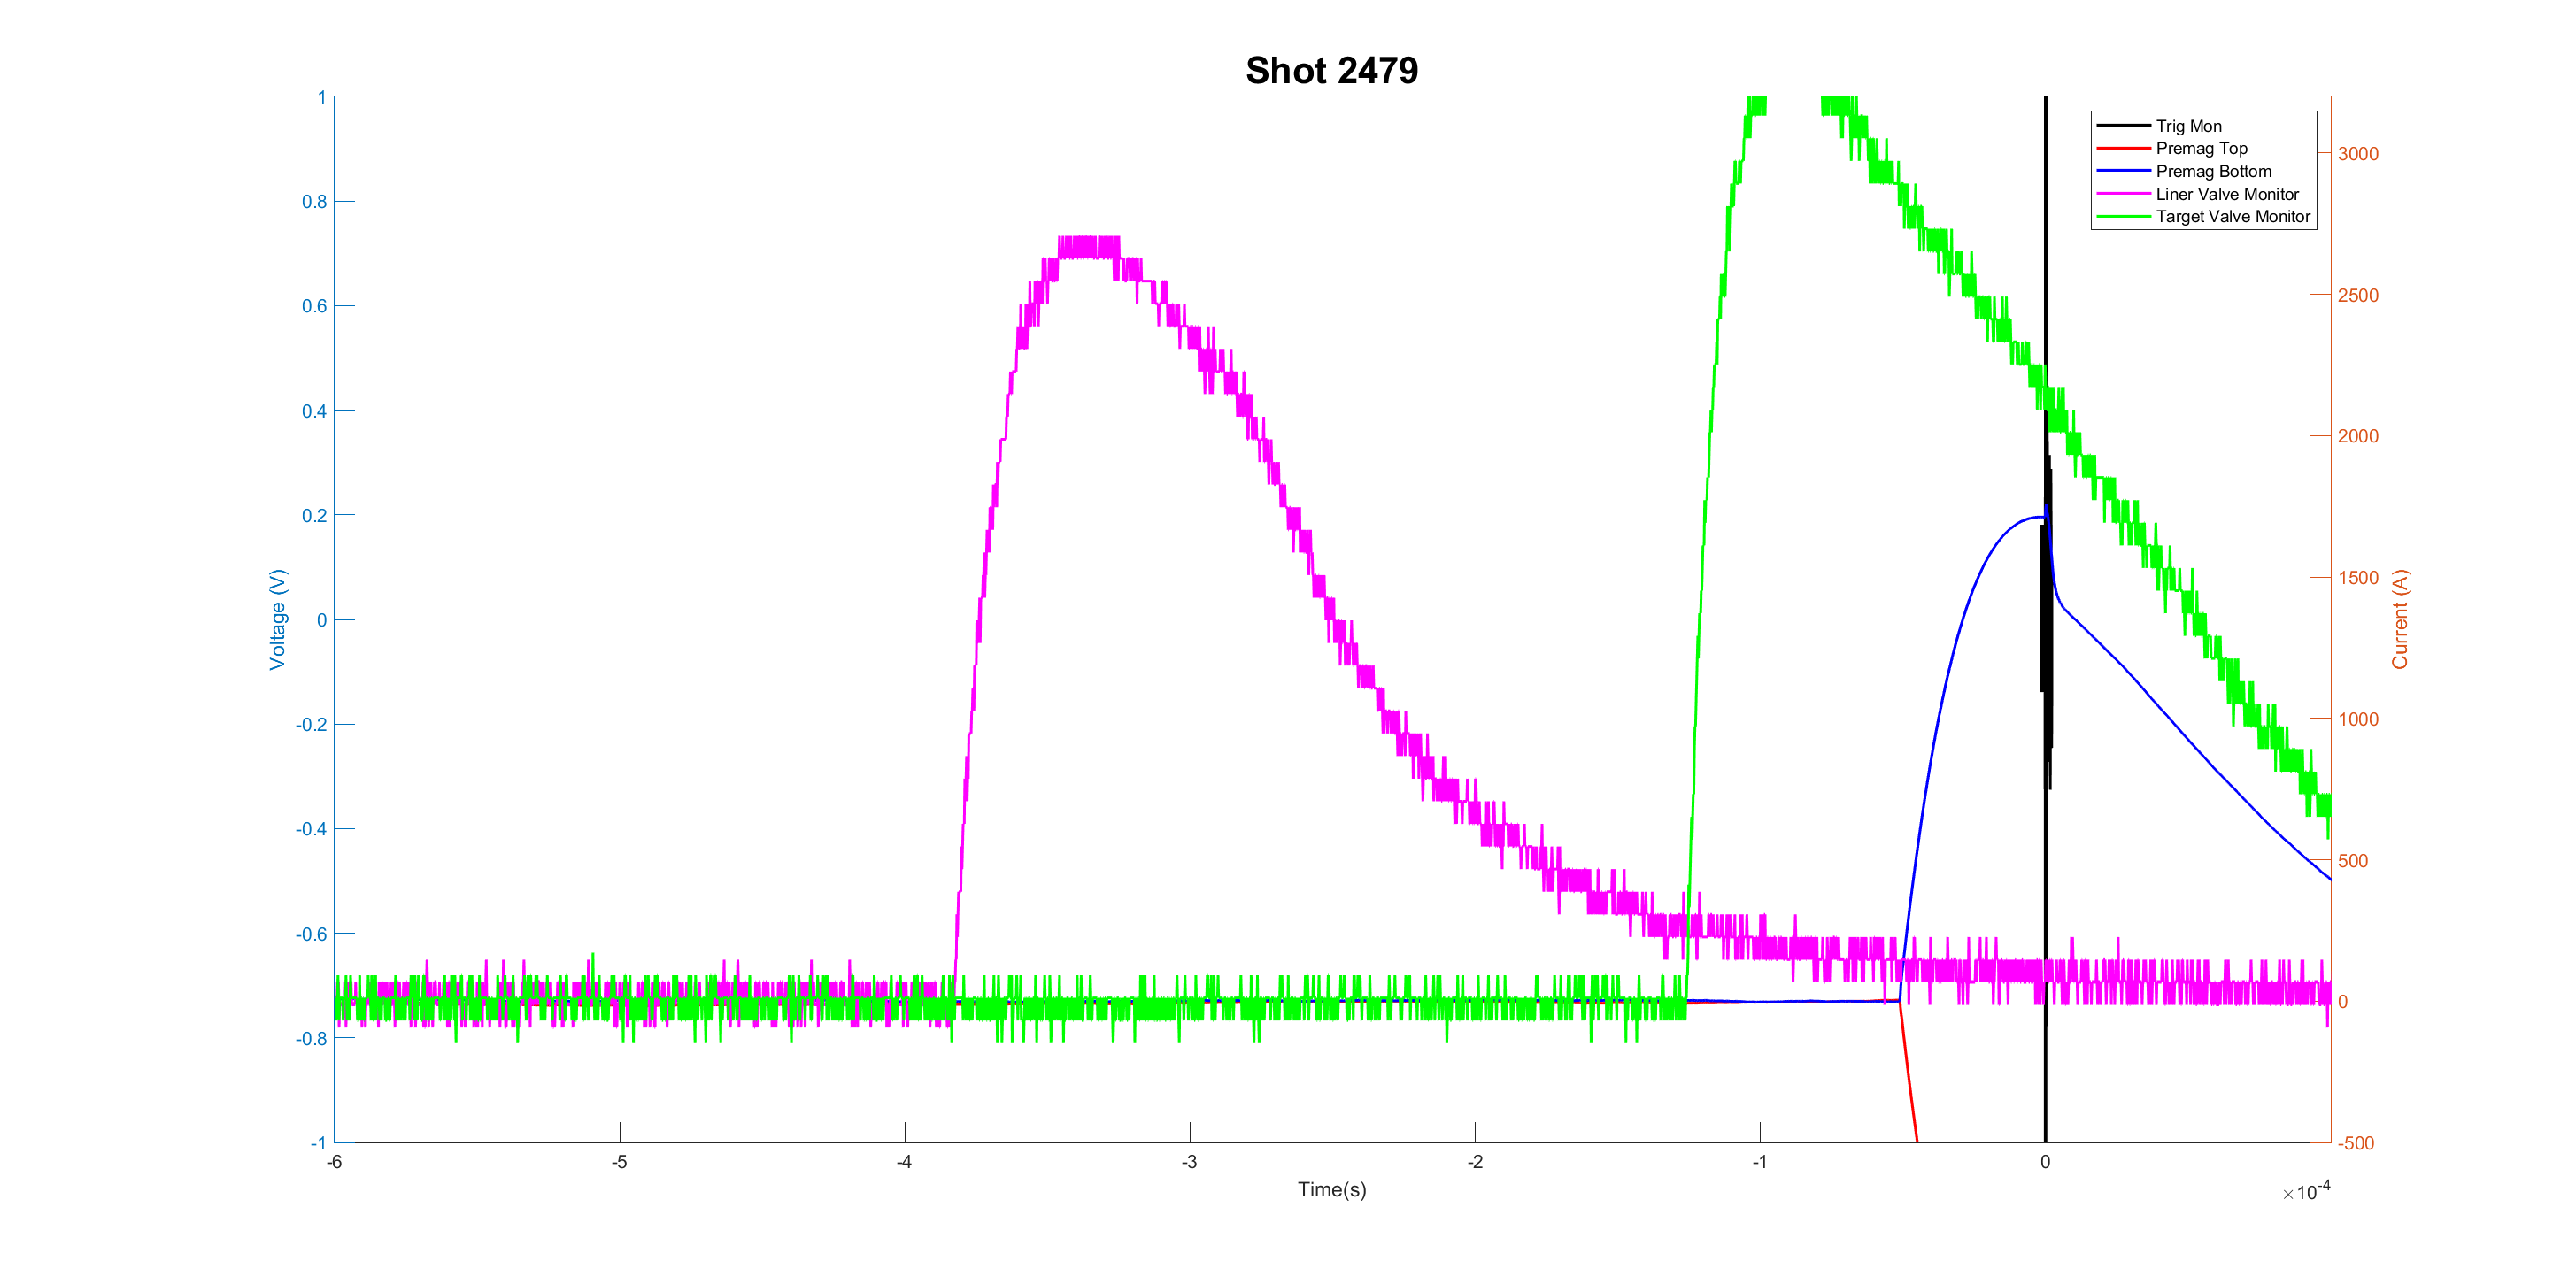 Shot 2479
1
0.8
0.6
0.4
0.2
0
-0.2
-0.4
-0.6
-0.8
-1
Voltage (V)
Trig Mon
Premag Top
Premag Bottom
Liner Valve Monitor
Target Valve Monitor
3000
2500
2000
1500
1000
500
0
-500
Current (A)
-6 -5 -4 -3 -2 -1 0
Time(s)
×10-4